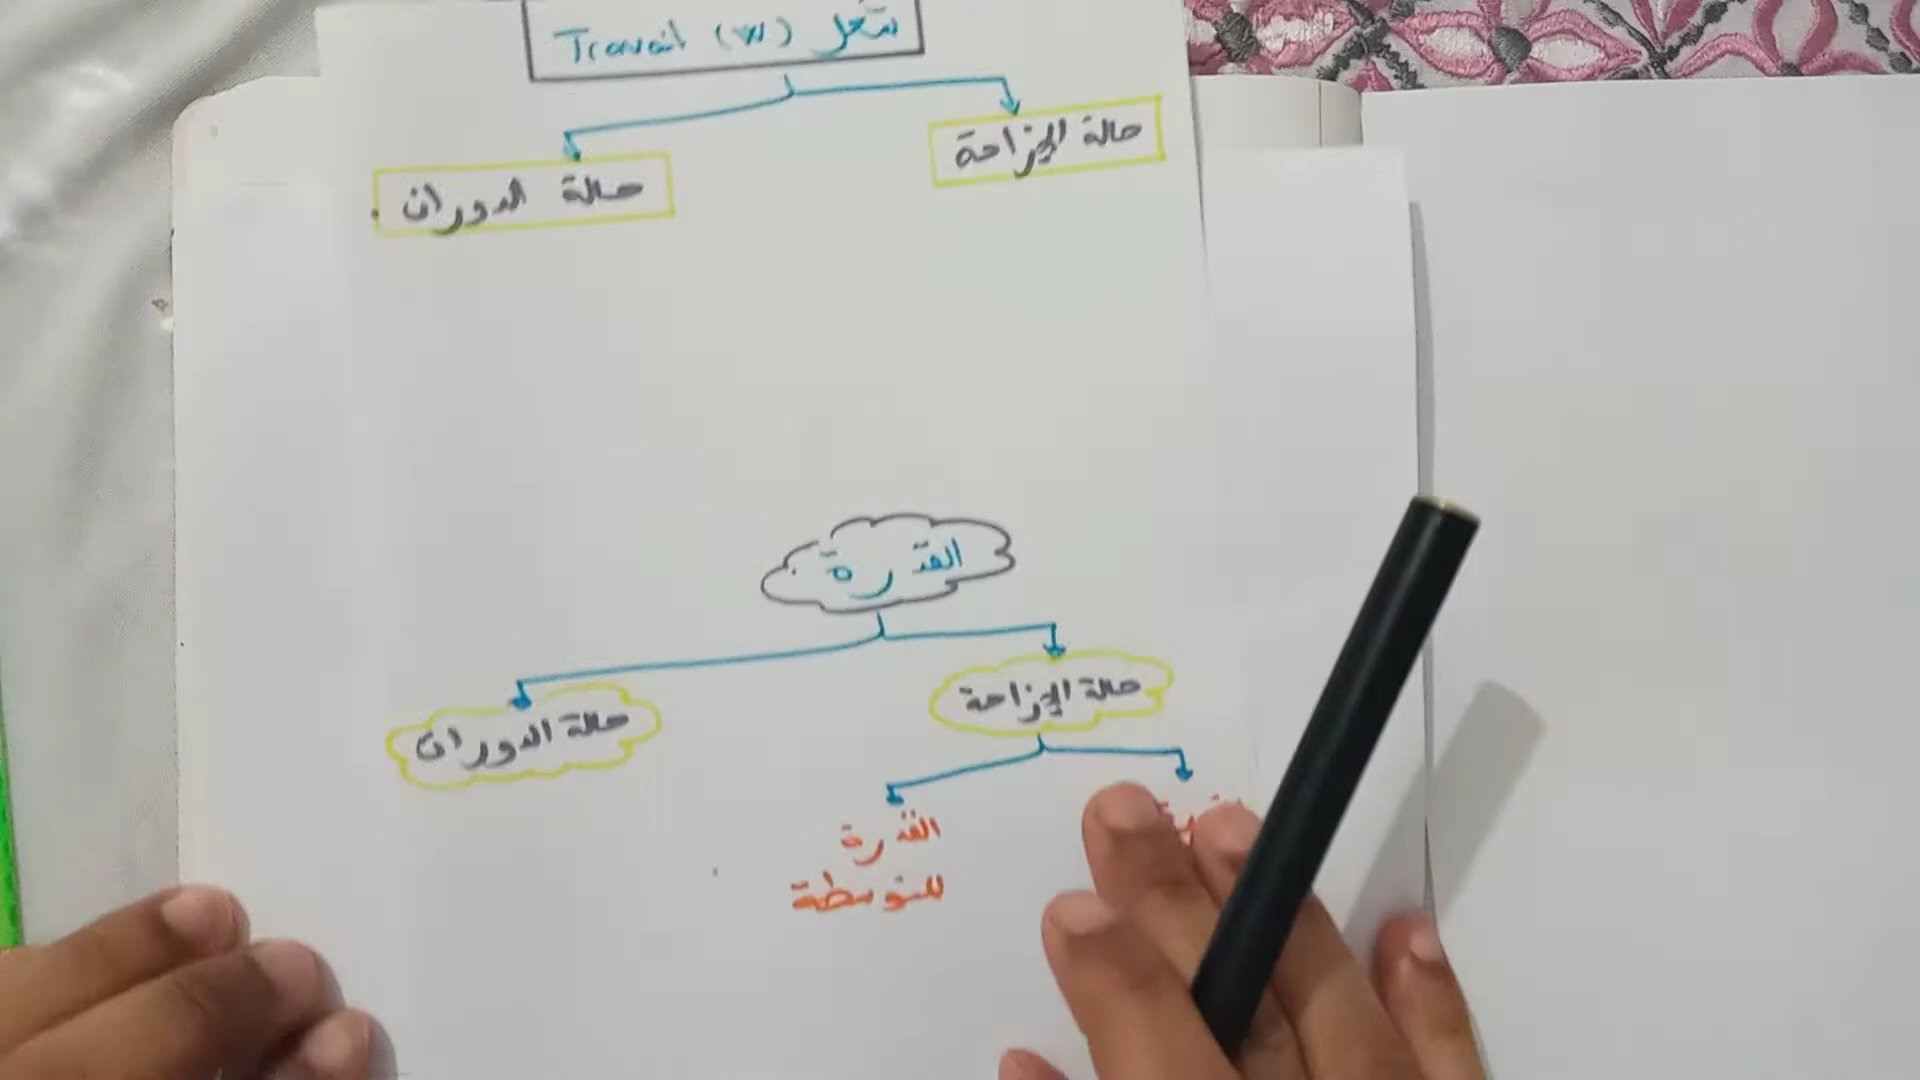 شغل Travail (W)
حالة الإزاحة
حالة الدوران
القدرة
حالة الإزاحة
حالة الدوران
القدرة
المتوسطة